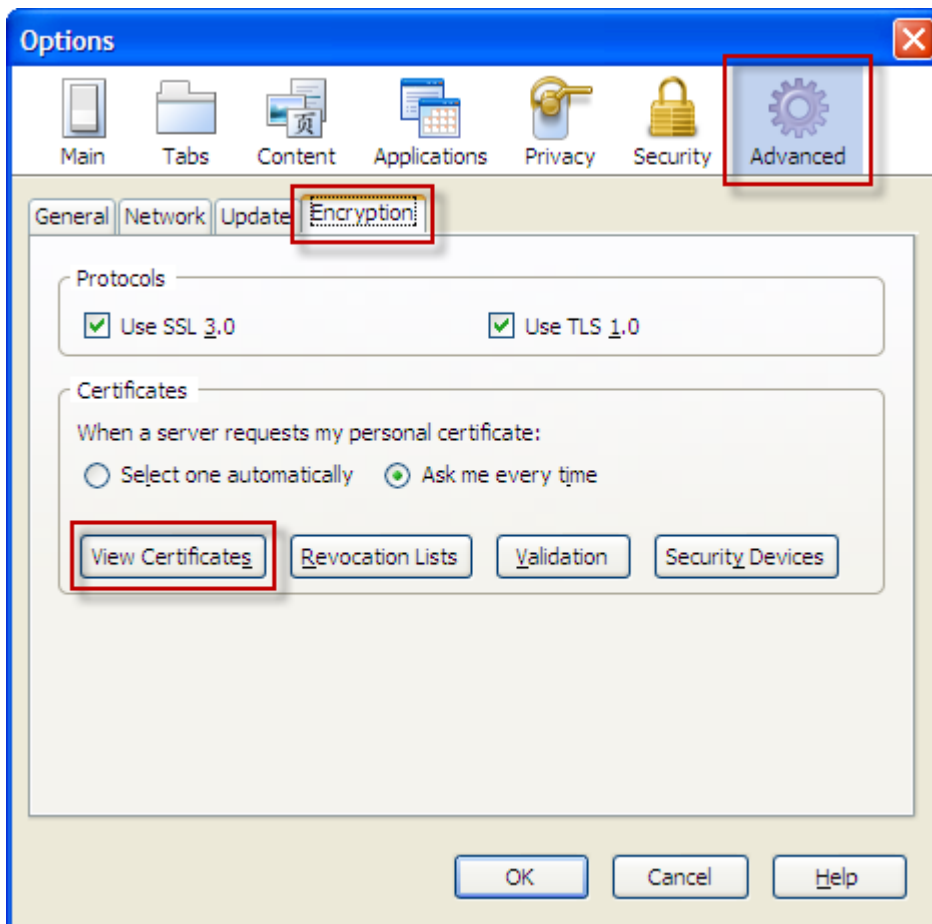 Options
页
Main Tabs Content Applications Privacy Security Advanced
General Network Update Encryption
Protocols
Use SSL 3.0 Use TLS 1.0
Certificates
When a server requests my personal certificate:
Select one automatically Ask me every time
View Certificates Revocation Lists Validation Security Devices
OK Cancel Help